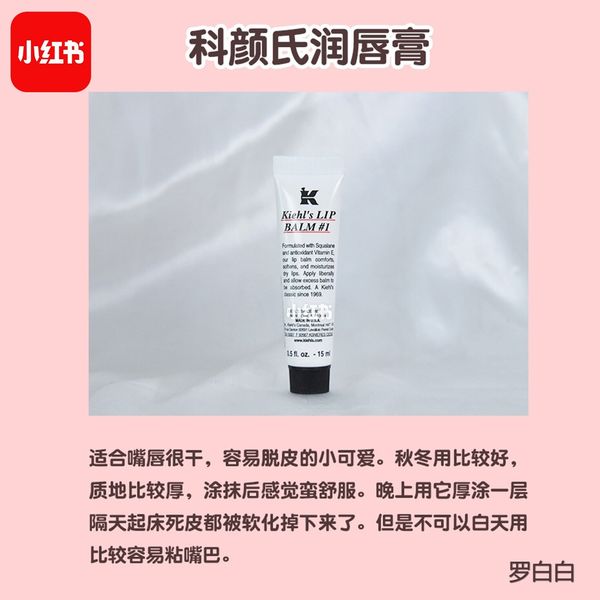 小红书
科颜氏润唇膏
Kiehl's LIP
BALM #1
Formulated with Squalane
and antioxidant Vitamin E,
our lip balm comforts,
softens, and moisturizes
dry lips. Apply liberally
and allow excess balm to
be absorbed. A Kiehl's
classic since 1969.
小红书
MADE IN U.S.A.
www.kiehls.com
0.5 fl. oz. - 15 ml
适合嘴唇很干，容易脱皮的小可爱。秋冬用比较好，
质地比较厚，涂抹后感觉蛮舒服。晚上用它厚涂一层
隔天起床死皮都被软化掉下来了。但是不可以白天用
比较容易粘嘴巴。
罗白白